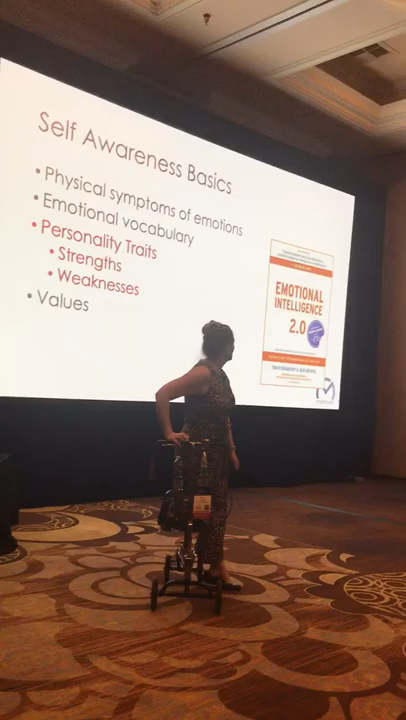 Self Awareness Basics
• Physical symptoms of emotions
• Emotional vocabulary
• Personality Traits
• Strengths
• Weaknesses
• Values
EMOTIONAL
INTELLIGENCE
2.0